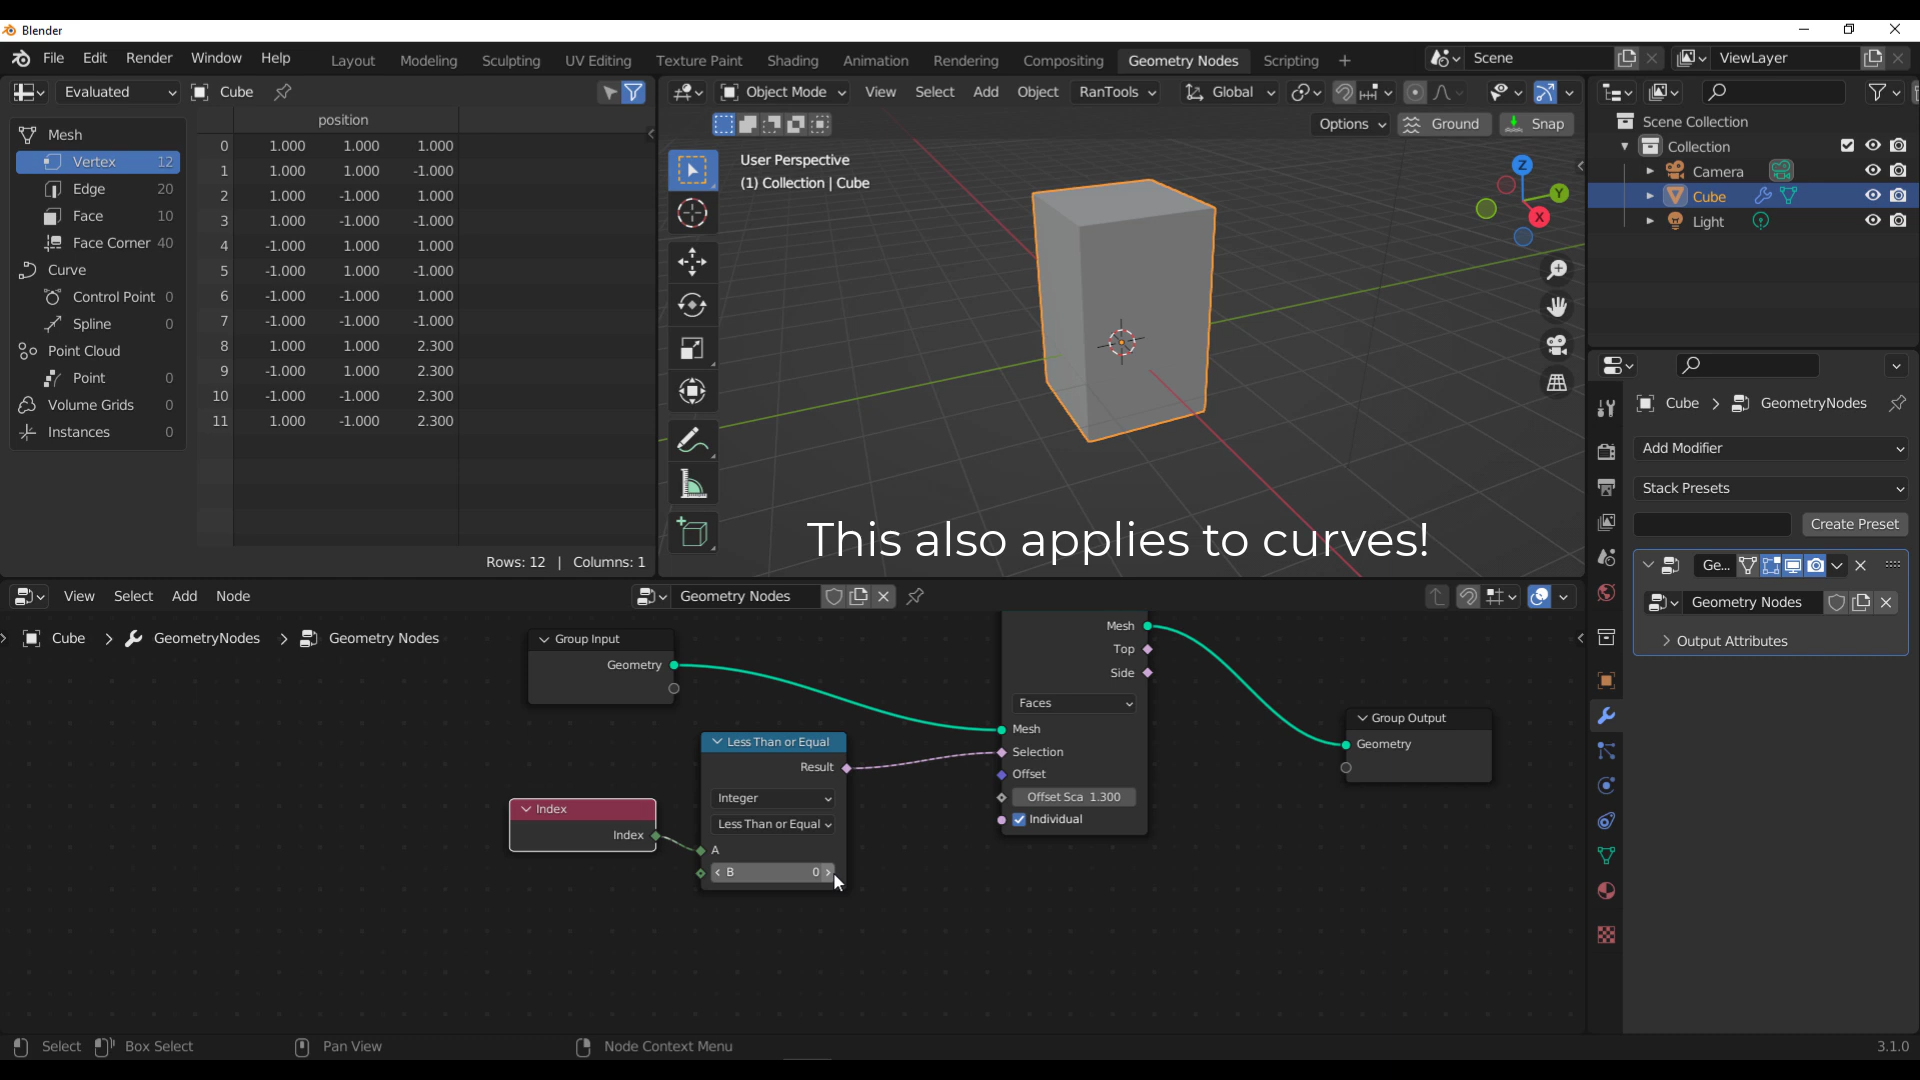 Blender
File Edit Render Window Help
Layout Modeling Sculpting UV Editing Texture Paint Shading Animation Rendering Compositing Geometry Nodes Scripting +
Scene
ViewLayer
Evaluated Cube
Mesh
Vertex 12
Edge 20
Face 10
Face Corner 40
Curve
Control Point 0
Spline 0
Point Cloud
Point 0
Volume Grids 0
Instances 0
position
0 1.000 1.000 1.000
1 1.000 1.000 -1.000
2 1.000 -1.000 1.000
3 1.000 -1.000 -1.000
4 -1.000 1.000 1.000
5 -1.000 1.000 -1.000
6 -1.000 -1.000 1.000
7 -1.000 -1.000 -1.000
8 1.000 1.000 2.300
9 -1.000 1.000 2.300
10 -1.000 -1.000 2.300
11 1.000 -1.000 2.300
Rows: 12 | Columns: 1
Object Mode View Select Add Object RanTools Global
Options Ground Snap
User Perspective
(1) Collection | Cube
Z
Y
X
This also applies to curves!
Scene Collection
Collection
Camera
Cube
Light
Cube > GeometryNodes
Add Modifier
Stack Presets
Create Preset
Ge...
Geometry Nodes
> Output Attributes
View Select Add Node
Geometry Nodes
Cube > GeometryNodes > Geometry Nodes
Group Input
Geometry
Less Than or Equal
Result
Integer
Less Than or Equal
A
B 0
Index
Index
Mesh
Top
Side
Faces
Mesh
Selection
Offset
Offset Sca 1.300
Individual
Group Output
Geometry
Select Box Select Pan View Node Context Menu
3.1.0